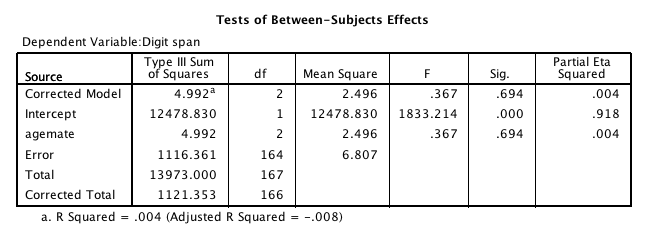 Tests of Between-Subjects Effects
Dependent Variable:Digit span
Source Type III Sum of Squares df Mean Square F Sig. Partial Eta Squared
Corrected Model 4.992a 2 2.496 .367 .694 .004
Intercept 12478.830 1 12478.830 1833.214 .000 .918
agemate 4.992 2 2.496 .367 .694 .004
Error 1116.361 164 6.807
Total 13973.000 167
Corrected Total 1121.353 166
a. R Squared = .004 (Adjusted R Squared = -.008)